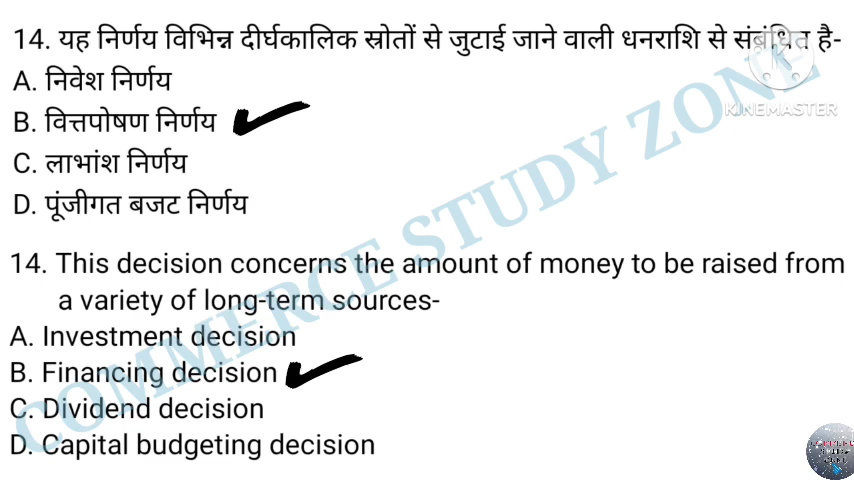 14. यह निर्णय विभिन्न दीर्घकालिक स्रोतों से जुटाई जाने वाली धनराशि से संबंधित है-
A. निवेश निर्णय
B. वित्तपोषण निर्णय
C. लाभांश निर्णय
D. पूंजीगत बजट निर्णय
14. This decision concerns the amount of money to be raised from
a variety of long-term sources-
A. Investment decision
B. Financing decision
C. Dividend decision
D. Capital budgeting decision
COMMERCE STUDY ZONE
K
KINEMASTER